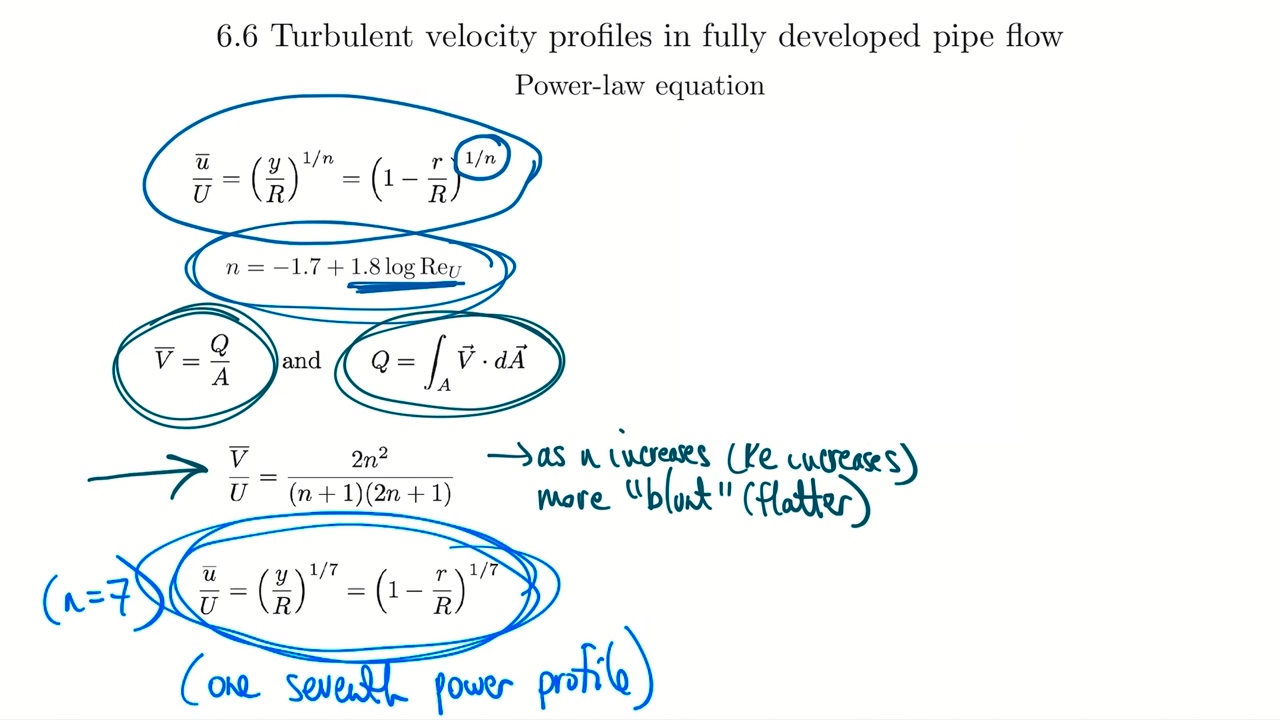 6.6 Turbulent velocity profiles in fully developed pipe flow
Power-law equation
u̅/U = (y/R)^{1/n} = (1 − r/R)^{1/n}
n = −1.7 + 1.8 log Re_U
V̅ = Q/A and Q = ∫_A V⃗ · dA⃗
V̅/U = 2n²/((n + 1)(2n + 1)) → as n increases (Re increases)
more "blunt" (flatter)
(n=7) u̅/U = (y/R)^{1/7} = (1 − r/R)^{1/7}
(one seventh power profile)